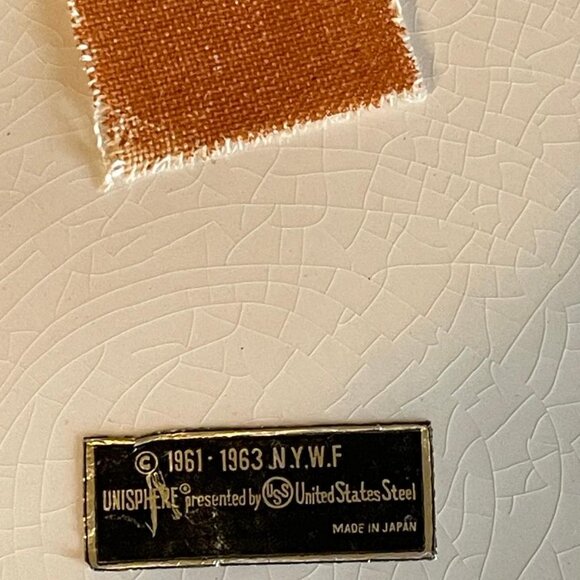 © 1961 · 1963 N.Y.W.F
UNISPHERE® presented by USS United States Steel
MADE IN JAPAN